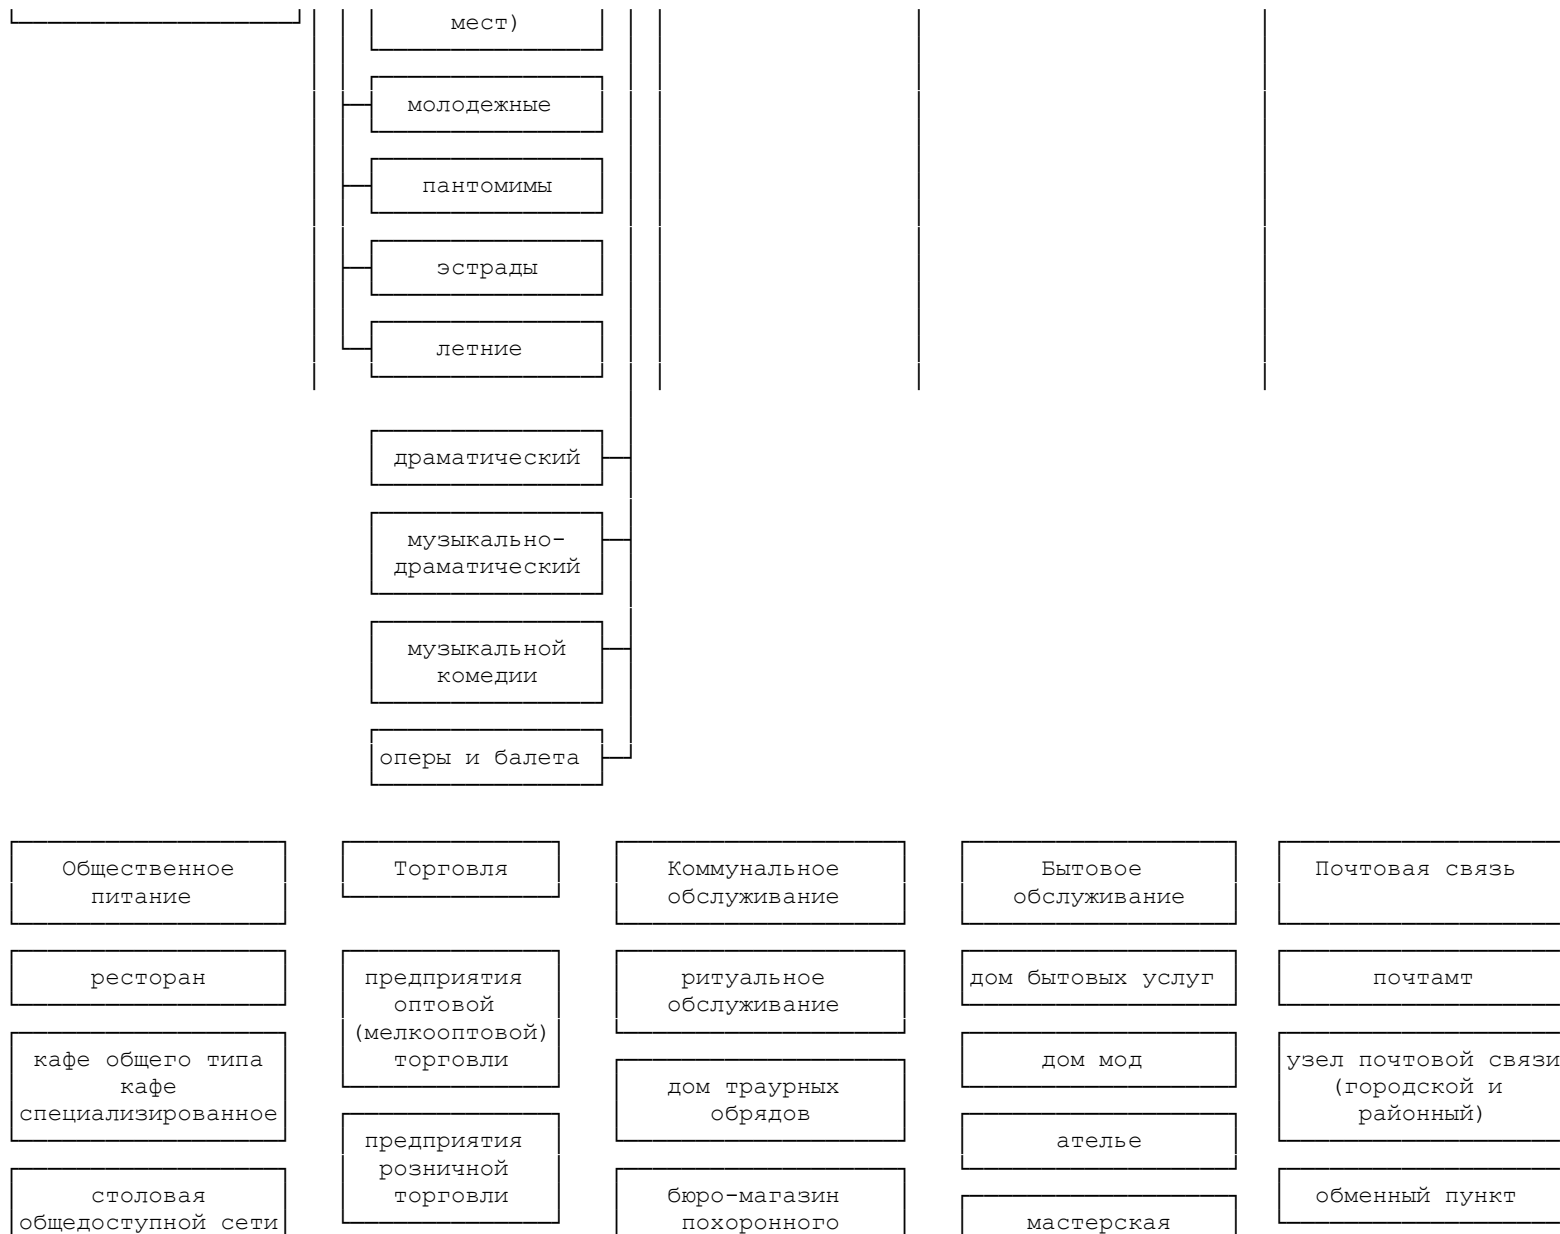 мест)
молодежные
пантомимы
эстрады
летние
драматический
музыкально-
драматический
музыкальной
комедии
оперы и балета
Общественное
питание
ресторан
кафе общего типа
кафе
специализированное
столовая
общедоступной сети
Торговля
предприятия
оптовой
(мелкооптовой)
торговли
предприятия
розничной
торговли
Коммунальное
обслуживание
ритуальное
обслуживание
дом траурных
обрядов
бюро-магазин
похоронного
Бытовое
обслуживание
дом бытовых услуг
дом мод
ателье
мастерская
Почтовая связь
почтамт
узел почтовой связи
(городской и
районный)
обменный пункт